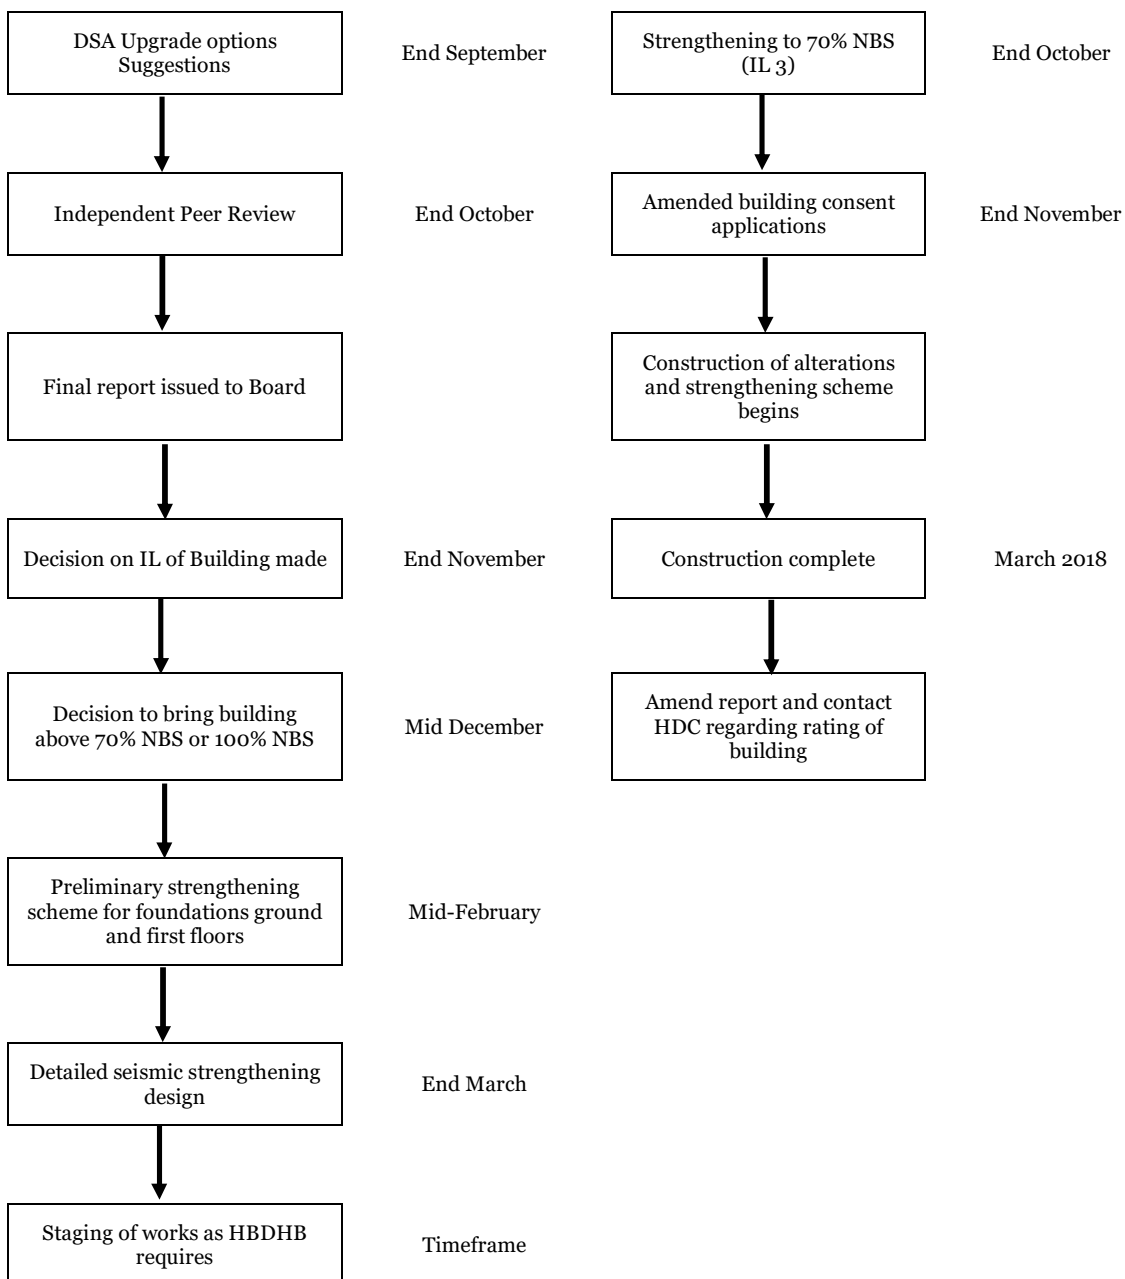 DSA Upgrade options
Suggestions
End September
Independent Peer Review
End October
Final report issued to Board
Decision on IL of Building made
End November
Decision to bring building
above 70% NBS or 100% NBS
Mid December
Preliminary strengthening
scheme for foundations ground
and first floors
Mid-February
Detailed seismic strengthening
design
End March
Staging of works as HBDHB
requires
Timeframe
Strengthening to 70% NBS
(IL 3)
End October
Amended building consent
applications
End November
Construction of alterations
and strengthening scheme
begins
Construction complete
March 2018
Amend report and contact
HDC regarding rating of
building